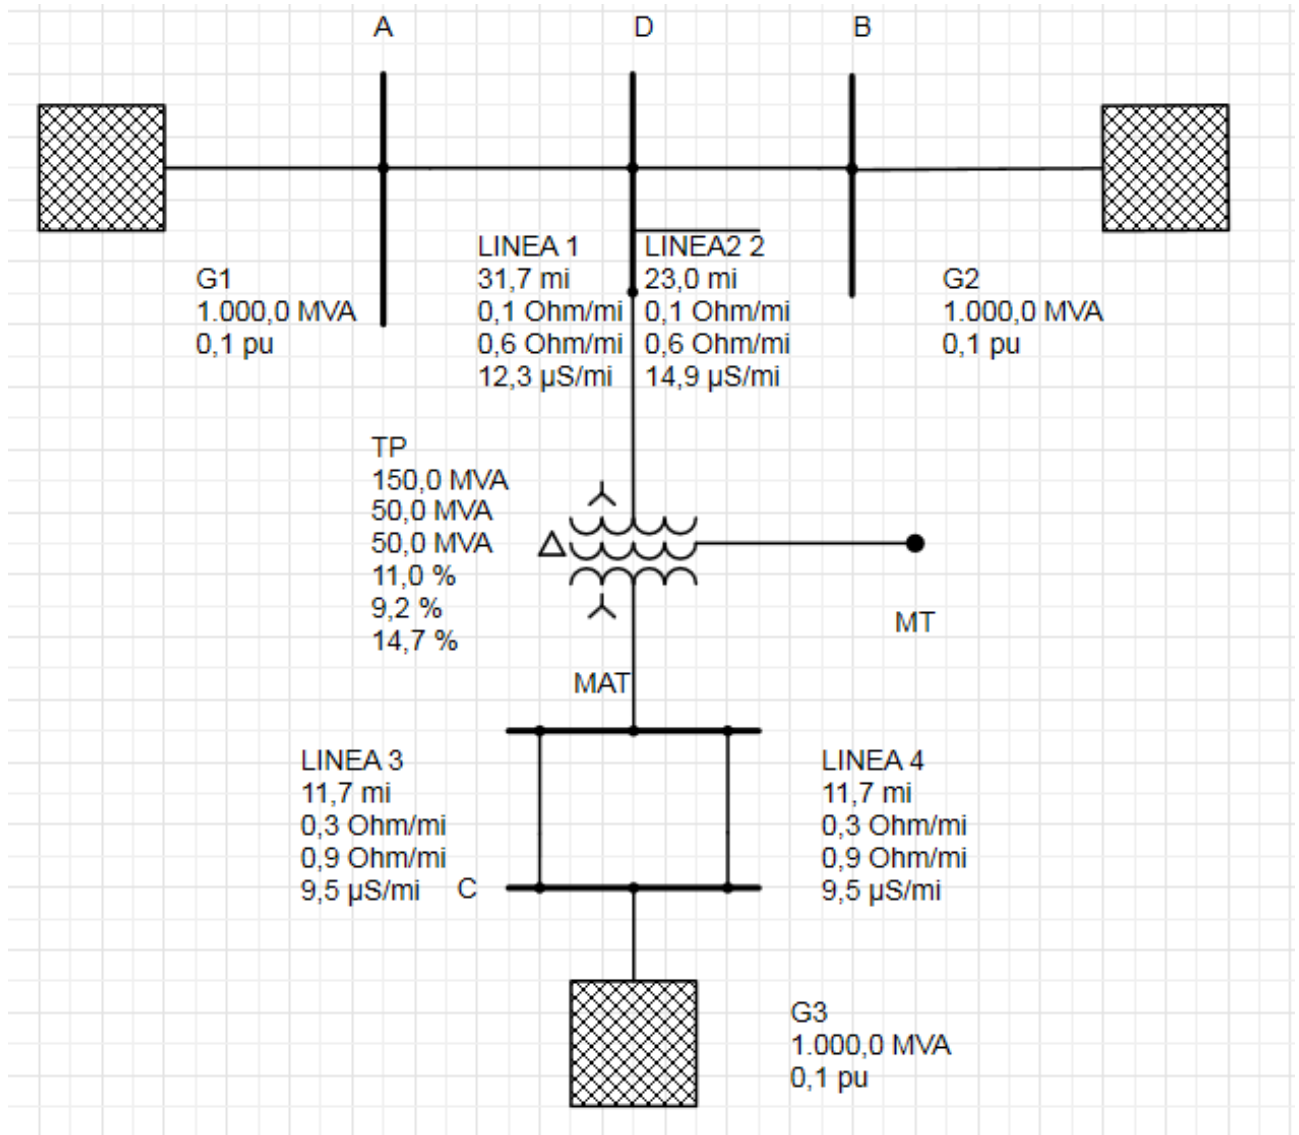 A
D
B
G1
1.000,0 MVA
0,1 pu
LINEA 1
31,7 mi
0,1 Ohm/mi
0,6 Ohm/mi
12,3 µS/mi
LINEA2 2
23,0 mi
0,1 Ohm/mi
0,6 Ohm/mi
14,9 µS/mi
G2
1.000,0 MVA
0,1 pu
TP
150,0 MVA
50,0 MVA
50,0 MVA
11,0 %
9,2 %
14,7 %
MT
MAT
LINEA 3
11,7 mi
0,3 Ohm/mi
0,9 Ohm/mi
9,5 µS/mi
C
LINEA 4
11,7 mi
0,3 Ohm/mi
0,9 Ohm/mi
9,5 µS/mi
G3
1.000,0 MVA
0,1 pu